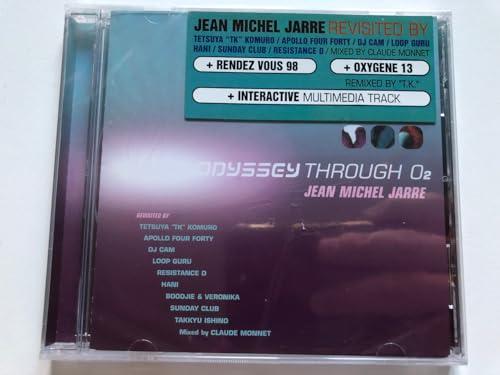 JEAN MICHEL JARRE REVISITED BY
TETSUYA "TK" KOMURO / APOLLO FOUR FORTY / DJ CAM / LOOP GURU
HANI / SUNDAY CLUB / RESISTANCE D / MIXED BY CLAUDE MONNET
+ RENDEZ VOUS 98
+ OXYGENE 13
REMIXED BY "T.K."
+ INTERACTIVE MULTIMEDIA TRACK
ODYSSEY THROUGH O2
JEAN MICHEL JARRE
REVISITED BY
TETSUYA "TK" KOMURO
APOLLO FOUR FORTY
DJ CAM
LOOP GURU
RESISTANCE D
HANI
BOODJIE & VERONIKA
SUNDAY CLUB
TAKKYU ISHINO
Mixed by CLAUDE MONNET